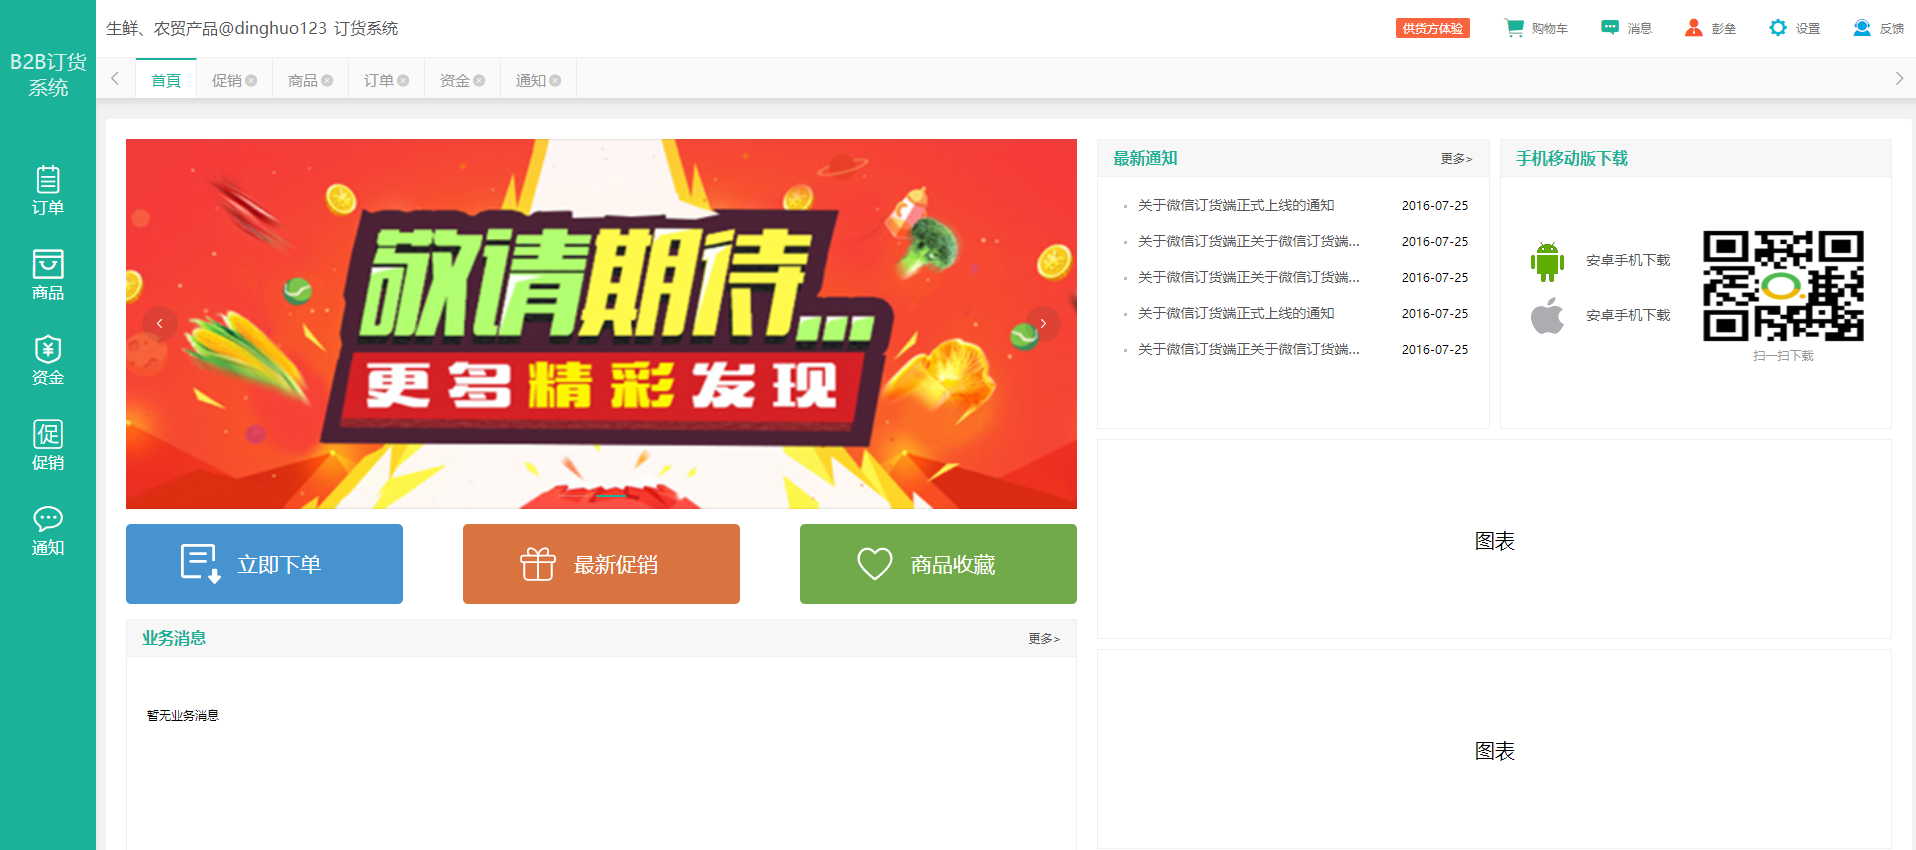 B2B订货
系统
订单
商品
资金
促
促销
通知
生鲜、农贸产品@dinghuo123 订货系统
供货方体验
购物车
消息
彭垒
设置
反馈
首頁
促销
商品
订单
资金
通知
敬请期待...
更多精彩发现
立即下单
最新促销
商品收藏
业务消息
更多>
暂无业务消息
最新通知
更多>
关于微信订货端正式上线的通知 2016-07-25
关于微信订货端正关于微信订货端... 2016-07-25
关于微信订货端正关于微信订货端... 2016-07-25
关于微信订货端正式上线的通知 2016-07-25
关于微信订货端正关于微信订货端... 2016-07-25
手机移动版下载
安卓手机下载
安卓手机下载
扫一扫下载
图表
图表